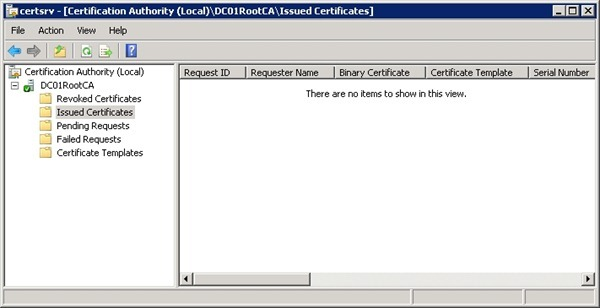 certsrv - [Certification Authority (Local)\DC01RootCA\Issued Certificates]
File Action View Help
Certification Authority (Local)
DC01RootCA
Revoked Certificates
Issued Certificates
Pending Requests
Failed Requests
Certificate Templates
Request ID Requester Name Binary Certificate Certificate Template Serial Number
There are no items to show in this view.